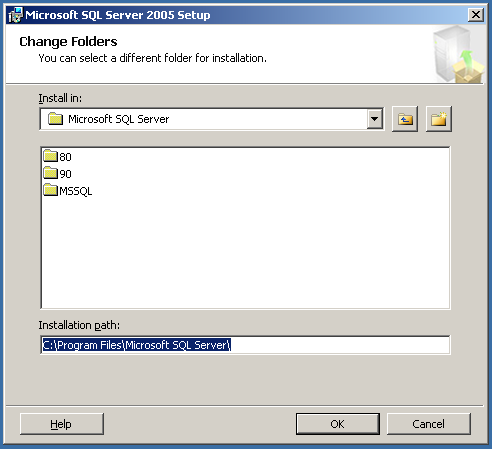 Microsoft SQL Server 2005 Setup
Change Folders
You can select a different folder for installation.
Install in:
Microsoft SQL Server
80
90
MSSQL
Installation path:
C:\Program Files\Microsoft SQL Server\
Help
OK
Cancel